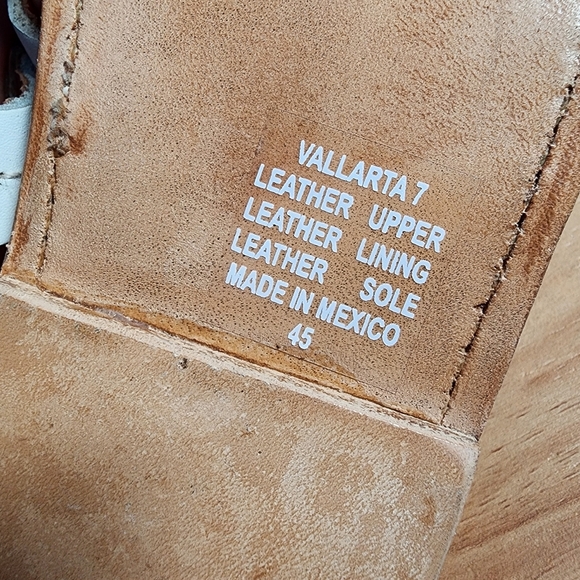 VALLARTA 7
LEATHER UPPER
LEATHER LINING
LEATHER SOLE
MADE IN MEXICO
45